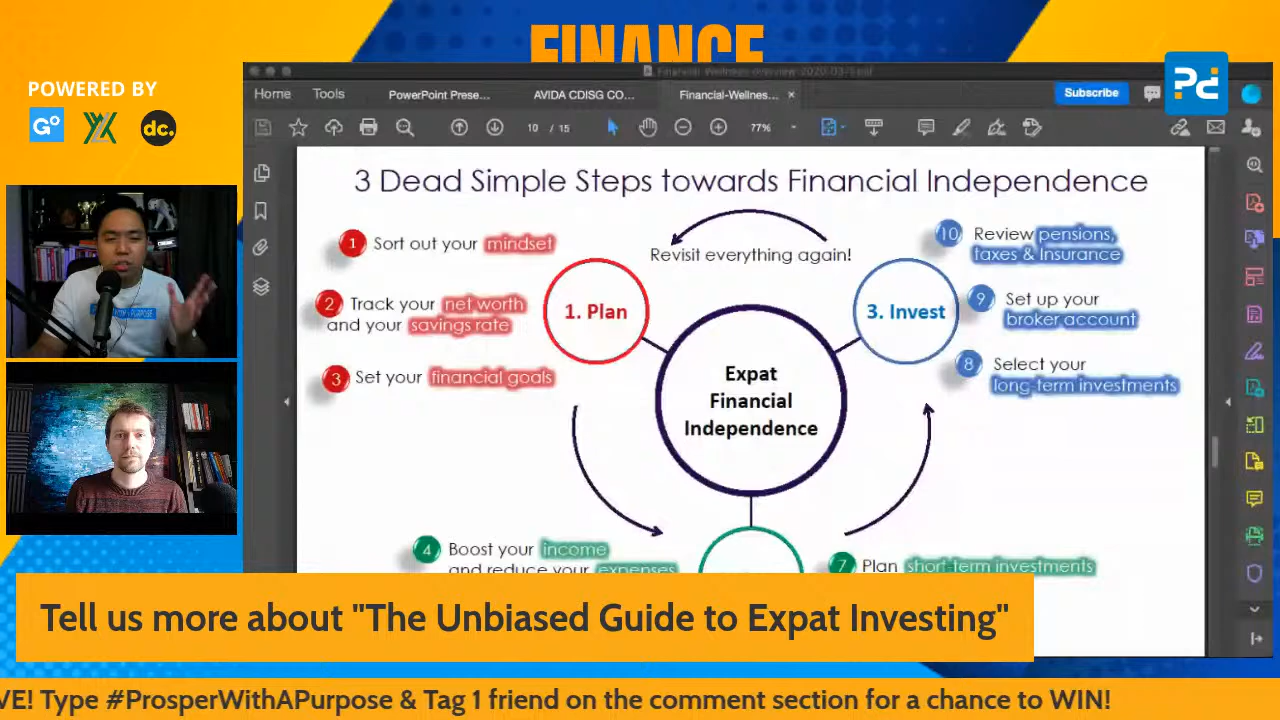 FINANCE
POWERED BY
GO
dc.
Home
Tools
PowerPoint Prese...
AVIDA CDISG CO...
Financial-Wellnes...
×
Subscribe
10 / 15
77%
3 Dead Simple Steps towards Financial Independence
Revisit everything again!
1. Plan
1 Sort out your mindset
2 Track your net worth
and your savings rate
3 Set your financial goals
Expat
Financial
Independence
3. Invest
10 Review pensions,
taxes & Insurance
9 Set up your
broker account
8 Select your
long-term investments
4 Boost your income
and reduce your expenses
7 Plan short-term investments
Tell us more about "The Unbiased Guide to Expat Investing"
VE! Type #ProsperWithAPurpose & Tag 1 friend on the comment section for a chance to WIN!